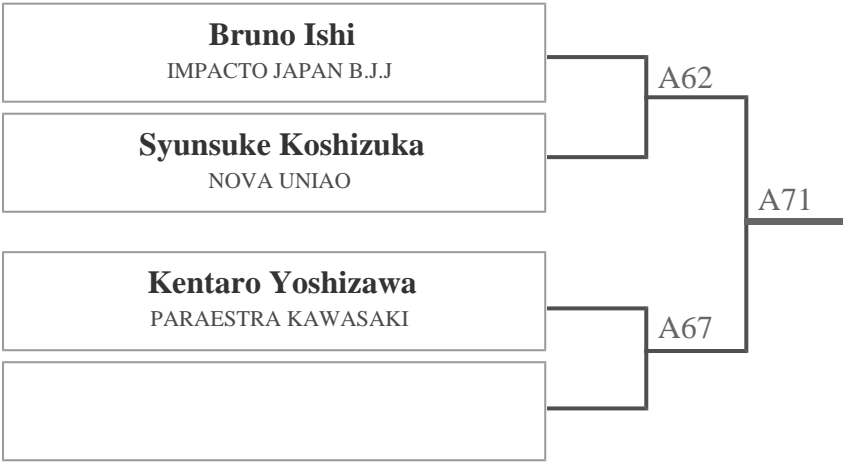 Bruno Ishi
IMPACTO JAPAN B.J.J
A62
Syunsuke Koshizuka
NOVA UNIAO
A71
Kentaro Yoshizawa
PARAESTRA KAWASAKI
A67